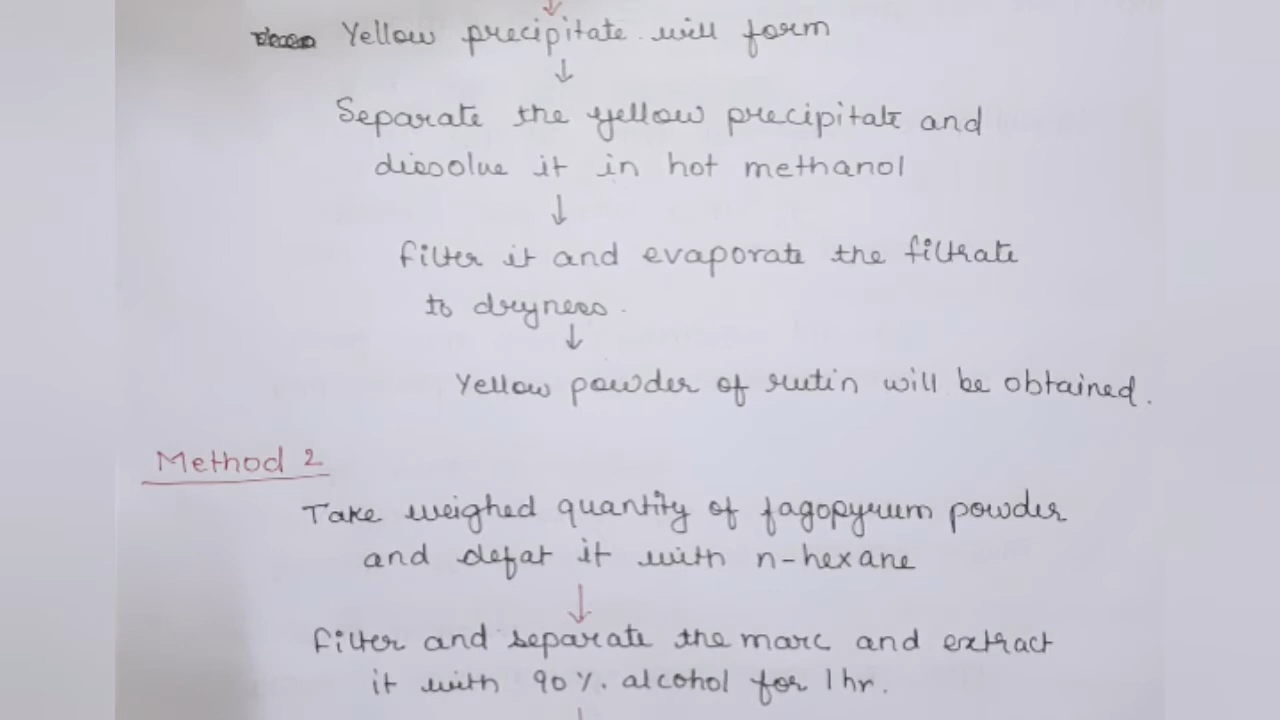 Yellow precipitate will form
↓
Separate the yellow precipitate and
dissolve it in hot methanol
↓
Filter it and evaporate the filtrate
to dryness.
↓
Yellow powder of rutin will be obtained.
Method 2
Take weighed quantity of fagopyrum powder
and defat it with n-hexane
↓
Filter and separate the marc and extract
it with 90%. alcohol for 1hr.